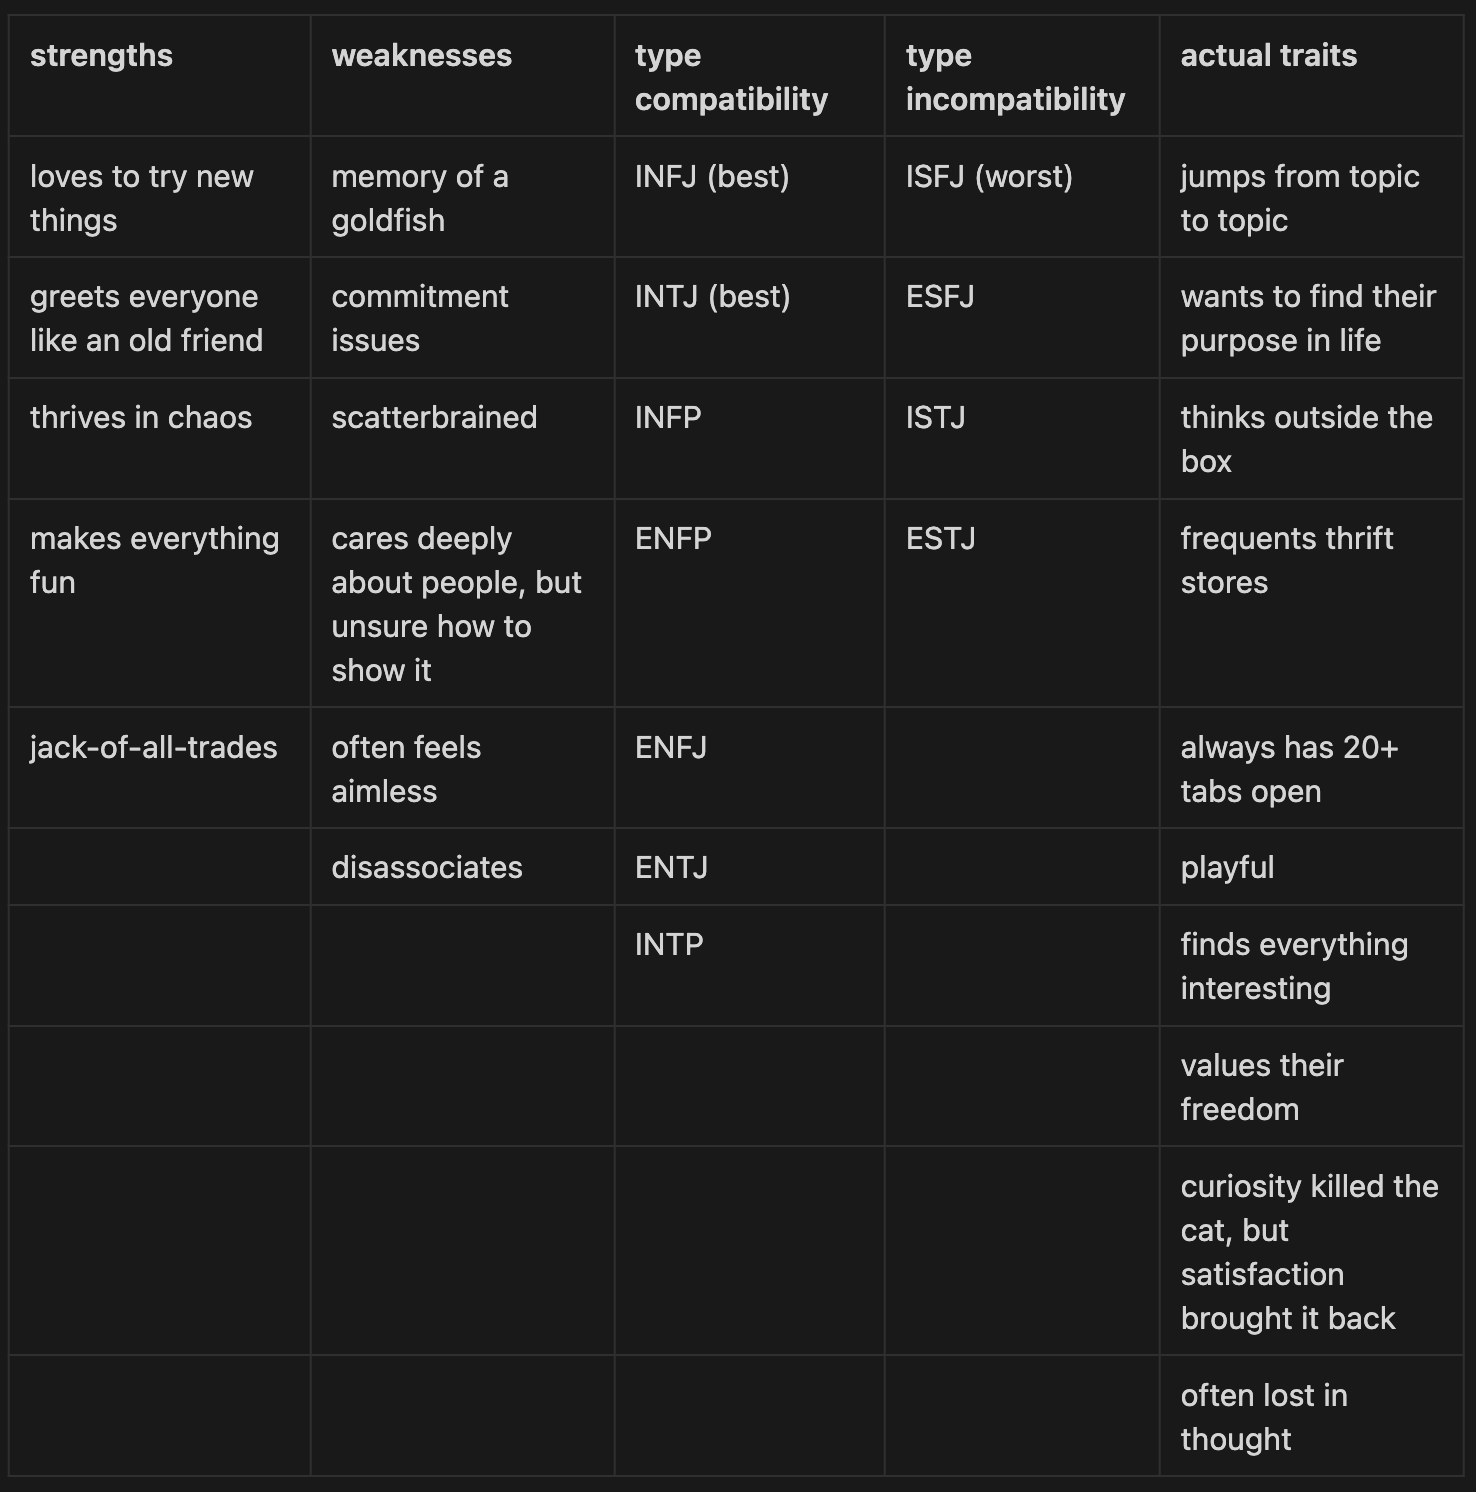 strengths
weaknesses
type
compatibility
type
incompatibility
actual traits
loves to try new
things
memory of a
goldfish
INFJ (best)
ISFJ (worst)
jumps from topic
to topic
greets everyone
like an old friend
commitment
issues
INTJ (best)
ESFJ
wants to find their
purpose in life
thrives in chaos
scatterbrained
INFP
ISTJ
thinks outside the
box
makes everything
fun
cares deeply
about people, but
unsure how to
show it
ENFP
ESTJ
frequents thrift
stores
jack-of-all-trades
often feels
aimless
ENFJ
always has 20+
tabs open
disassociates
ENTJ
playful
INTP
finds everything
interesting
values their
freedom
curiosity killed the
cat, but
satisfaction
brought it back
often lost in
thought